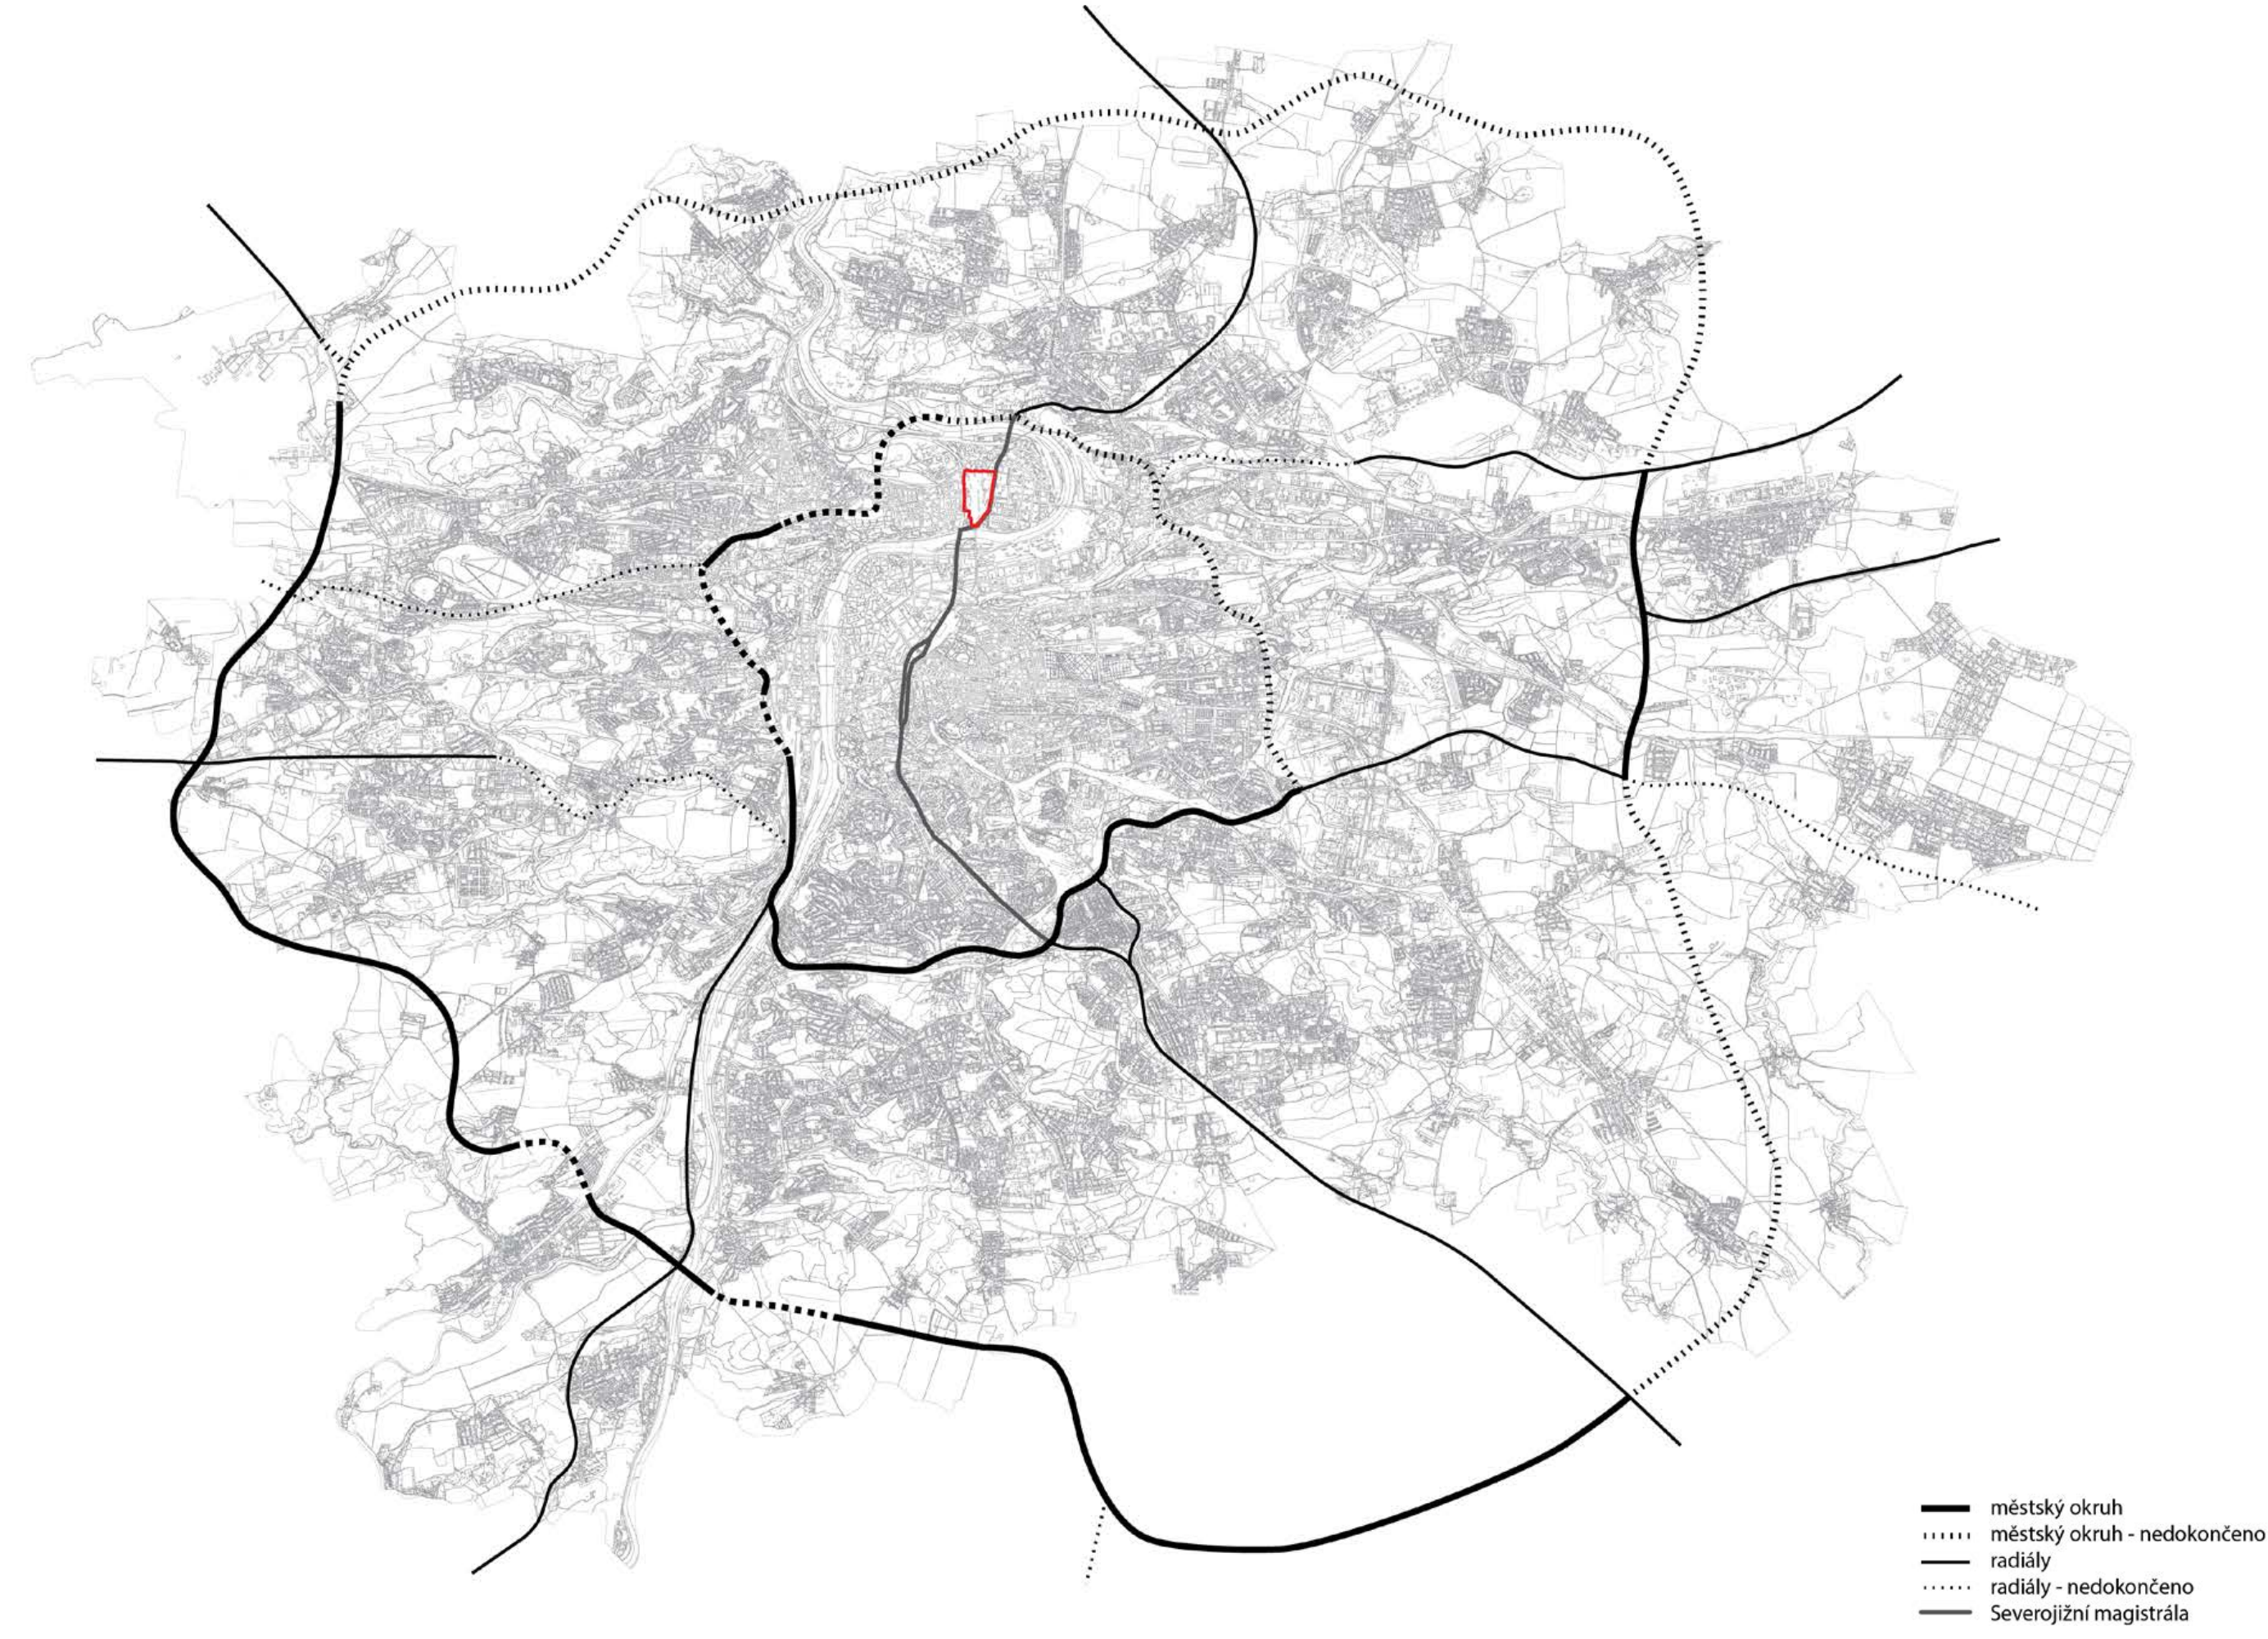 městský okruh
městský okruh - nedokončeno
radiály
radiály - nedokončeno
Severojižní magistrála